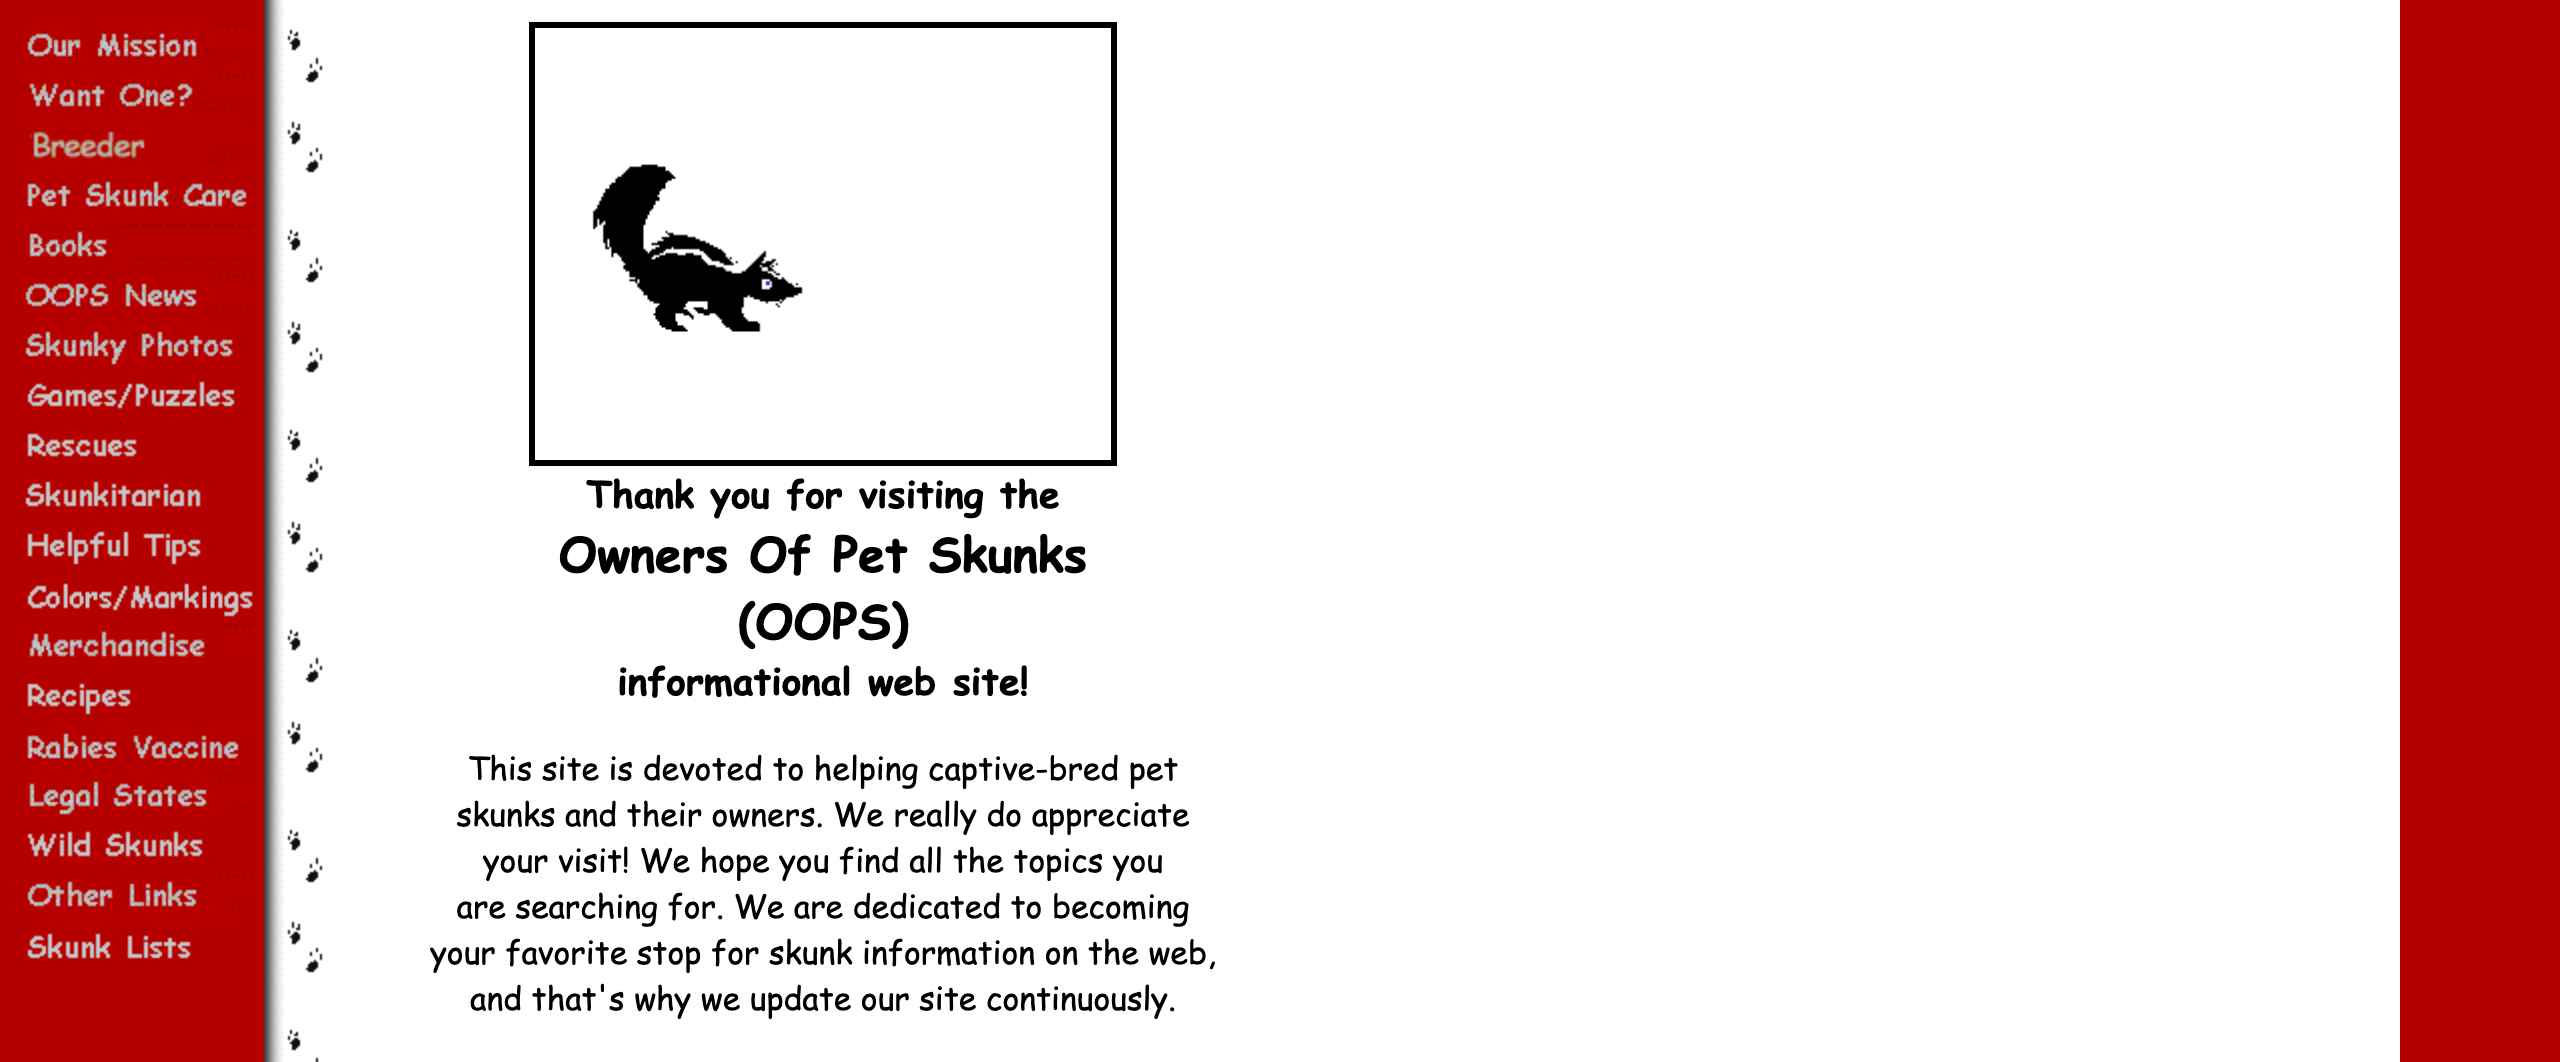 Our Mission
Want One?
Breeder
Pet Skunk Care
Books
OOPS News
Skunky Photos
Games/Puzzles
Rescues
Skunkitarian
Helpful Tips
Colors/Markings
Merchandise
Recipes
Rabies Vaccine
Legal States
Wild Skunks
Other Links
Skunk Lists
Thank you for visiting the
Owners Of Pet Skunks
(OOPS)
informational web site!
This site is devoted to helping captive-bred pet
skunks and their owners. We really do appreciate
your visit! We hope you find all the topics you
are searching for. We are dedicated to becoming
your favorite stop for skunk information on the web,
and that's why we update our site continuously.